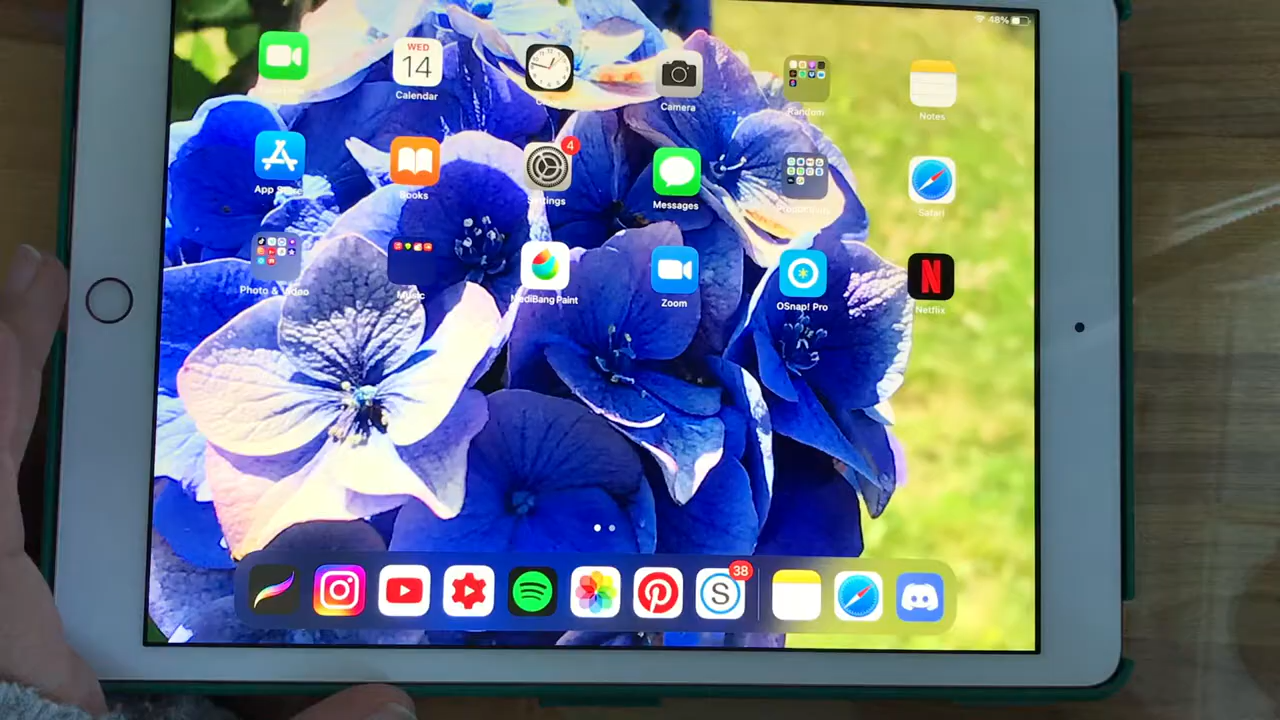 48%
WED
14
Calendar
Camera
Random
Notes
App Store
Books
4
Settings
Messages
Safari
Photo & Video
Music
MediBang Paint
Zoom
OSnap! Pro
N
Netflix
38
S